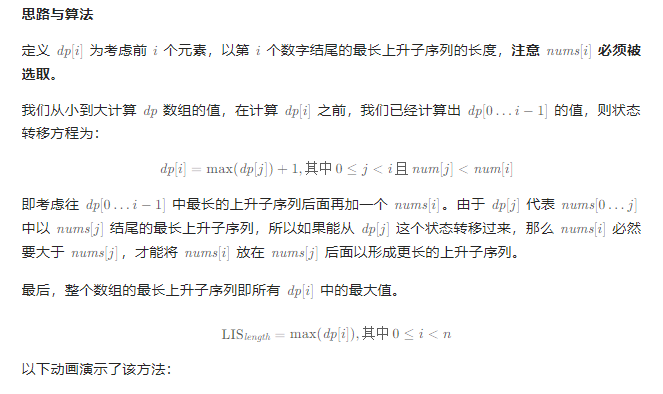 思路与算法
定义 dp[i] 为考虑前 i 个元素，以第 i 个数字结尾的最长上升子序列的长度，注意 nums[i] 必须被
选取。
我们从小到大计算 dp 数组的值，在计算 dp[i] 之前，我们已经计算出 dp[0…i−1] 的值，则状态
转移方程为：
dp[i] = max(dp[j]) + 1, 其中 0 ≤ j < i 且 num[j] < num[i]
即考虑往 dp[0…i−1] 中最长的上升子序列后面再加一个 nums[i]。由于 dp[j] 代表 nums[0…j]
中以 nums[j] 结尾的最长上升子序列，所以如果能从 dp[j] 这个状态转移过来，那么 nums[i] 必然
要大于 nums[j]，才能将 nums[i] 放在 nums[j] 后面以形成更长的上升子序列。
最后，整个数组的最长上升子序列即所有 dp[i] 中的最大值。
LISlength = max(dp[i]), 其中 0 ≤ i < n
以下动画演示了该方法：